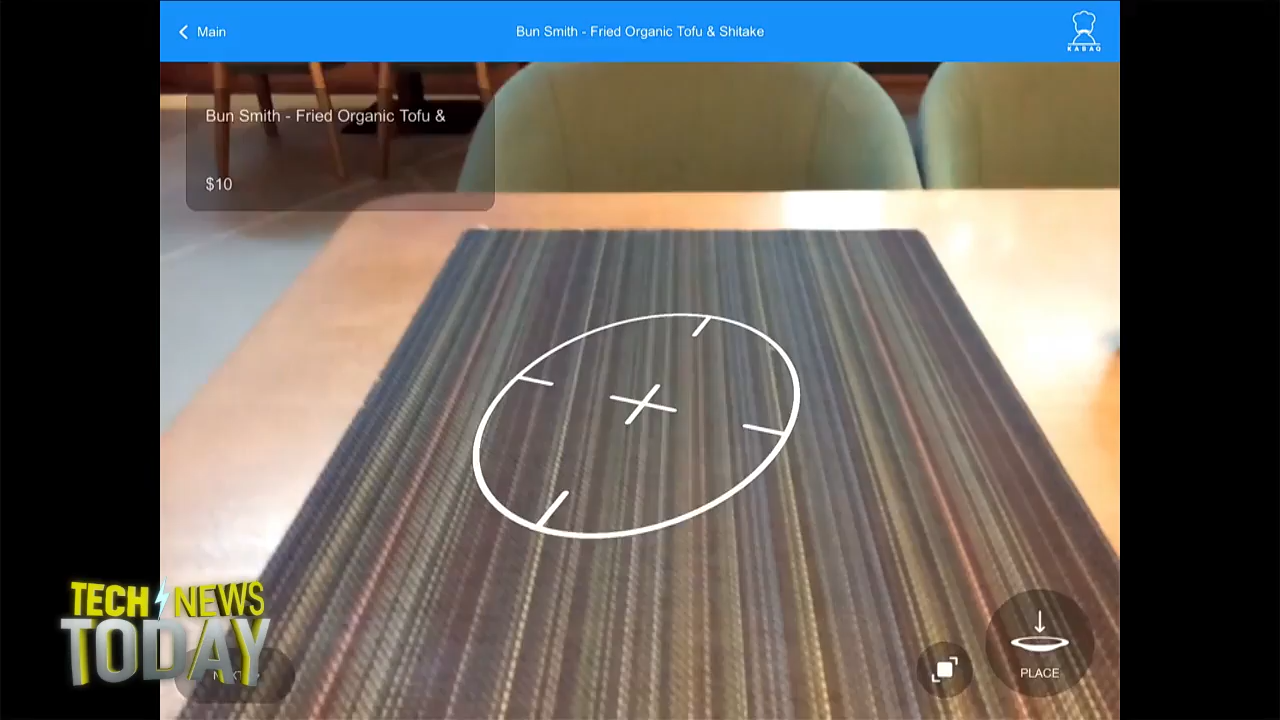 Main
Bun Smith - Fried Organic Tofu & Shitake
KABAQ
Bun Smith - Fried Organic Tofu &
$10
TECH NEWS
TODAY
PLACE